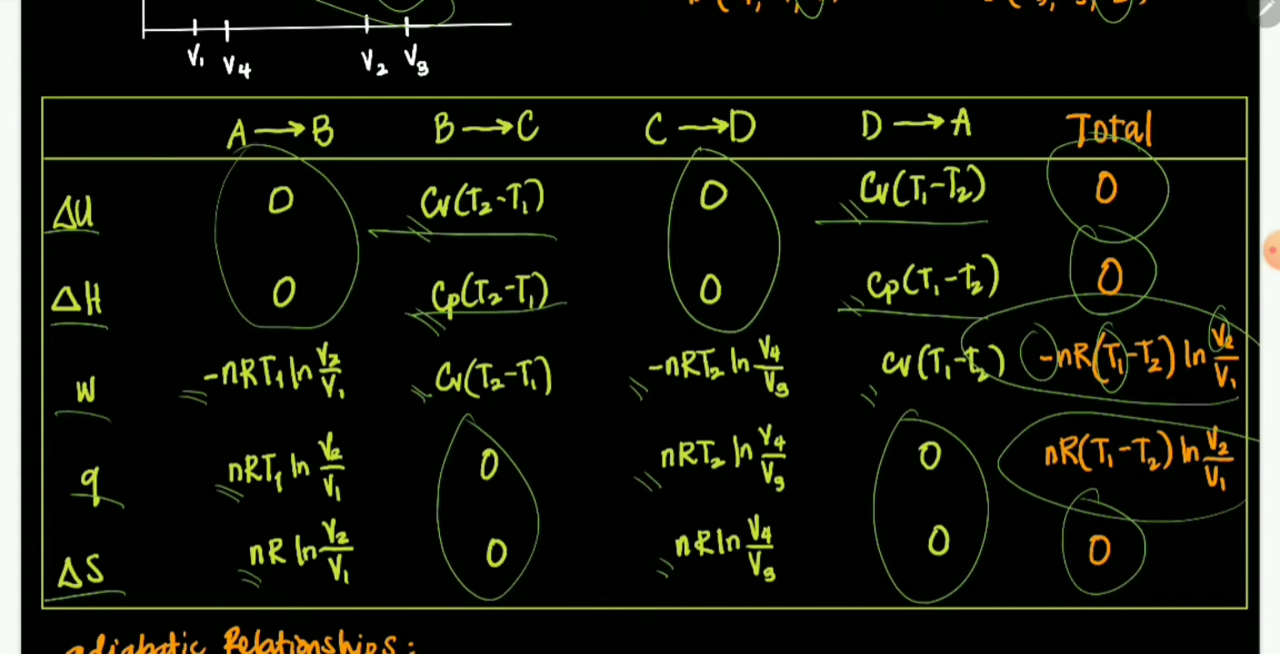 V₁ V₄ V₂ V₃
A→B B→C C→D D→A Total
ΔU 0 Cv(T₂-T₁) 0 Cv(T₁-T₂) 0
ΔH 0 Cp(T₂-T₁) 0 Cp(T₁-T₂) 0
W -nRT₁ ln V₂/V₁ Cv(T₂-T₁) -nRT₂ ln V₄/V₃ Cv(T₁-T₂) -nR(T₁-T₂) ln V₂/V₁
q nRT₁ ln V₂/V₁ 0 nRT₂ ln V₄/V₃ 0 nR(T₁-T₂) ln V₂/V₁
ΔS nR ln V₂/V₁ 0 nR ln V₄/V₃ 0 0
adiabatic Relationships: